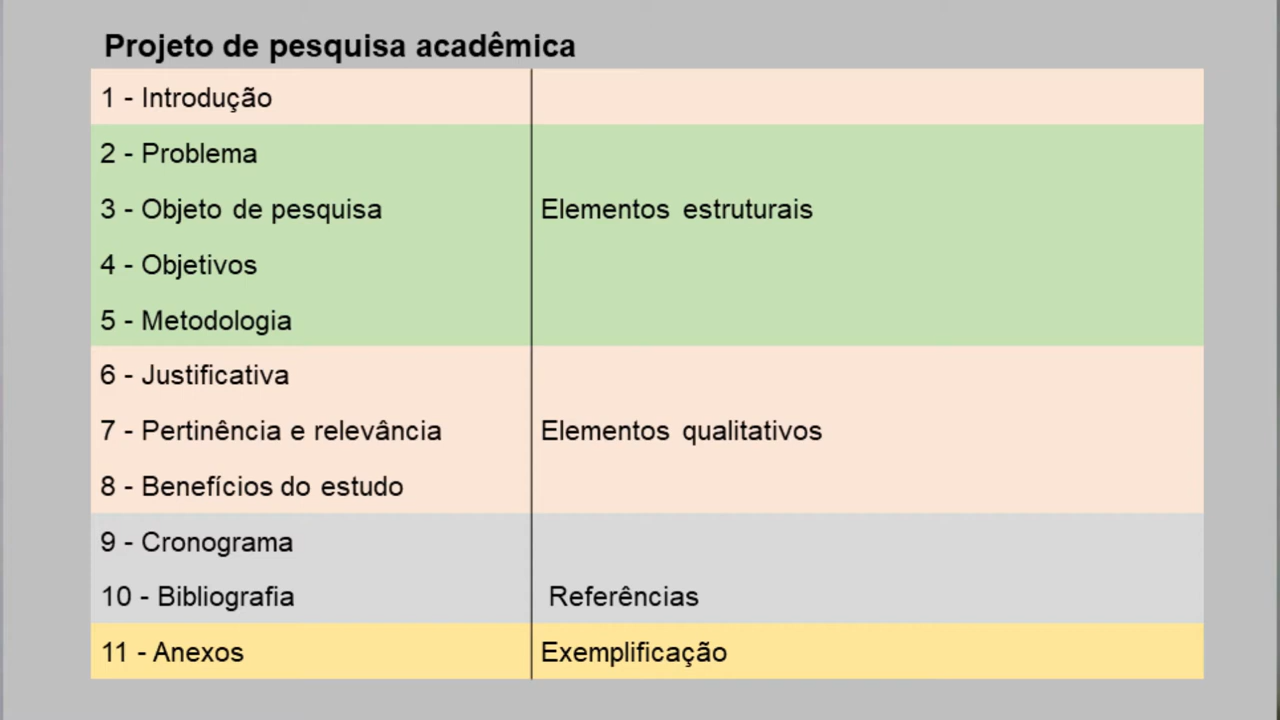 Projeto de pesquisa acadêmica
1 - Introdução
2 - Problema
3 - Objeto de pesquisa Elementos estruturais
4 - Objetivos
5 - Metodologia
6 - Justificativa
7 - Pertinência e relevância Elementos qualitativos
8 - Benefícios do estudo
9 - Cronograma
10 - Bibliografia Referências
11 - Anexos Exemplificação